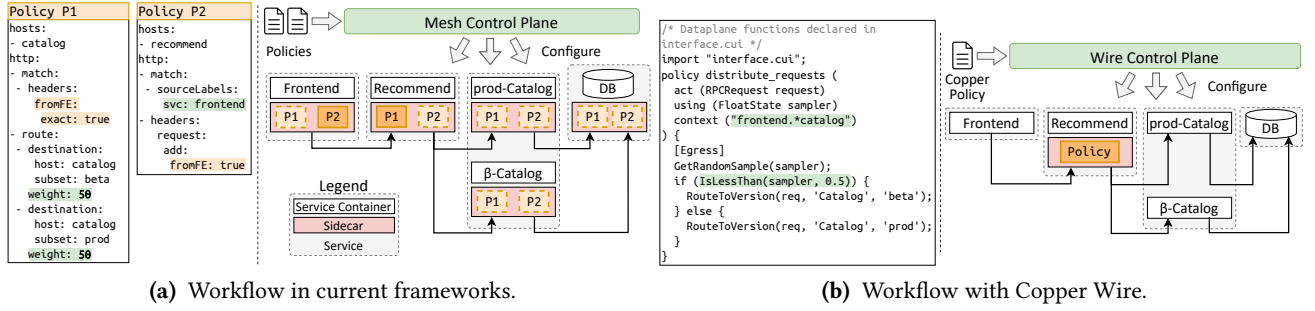 Policy P1
hosts:
- catalog
http:
- match:
- headers:
fromFE:
exact: true
- route:
- destination:
host: catalog
subset: beta
weight: 50
- destination:
host: catalog
subset: prod
weight: 50
Policy P2
hosts:
- recommend
http:
- match:
- sourceLabels:
svc: frontend
- headers:
request:
add:
fromFE: true
Policies
Mesh Control Plane
Configure
Frontend
P1 P2
Recommend
P1 P2
prod-Catalog
P1 P2
DB
P1 P2
β-Catalog
P1 P2
Legend
Service Container
Sidecar
Service
(a) Workflow in current frameworks.
/* Dataplane functions declared in
interface.cui */
import "interface.cui";
policy distribute_requests (
act (RPCRequest request)
using (FloatState sampler)
context ("frontend.*catalog")
) {
[Egress]
GetRandomSample(sampler);
if (IsLessThan(sampler, 0.5)) {
RouteToVersion(req, 'Catalog', 'beta');
} else {
RouteToVersion(req, 'Catalog', 'prod');
}
}
Copper
Policy
Wire Control Plane
Configure
Frontend
Recommend
Policy
prod-Catalog
DB
β-Catalog
(b) Workflow with Copper Wire.